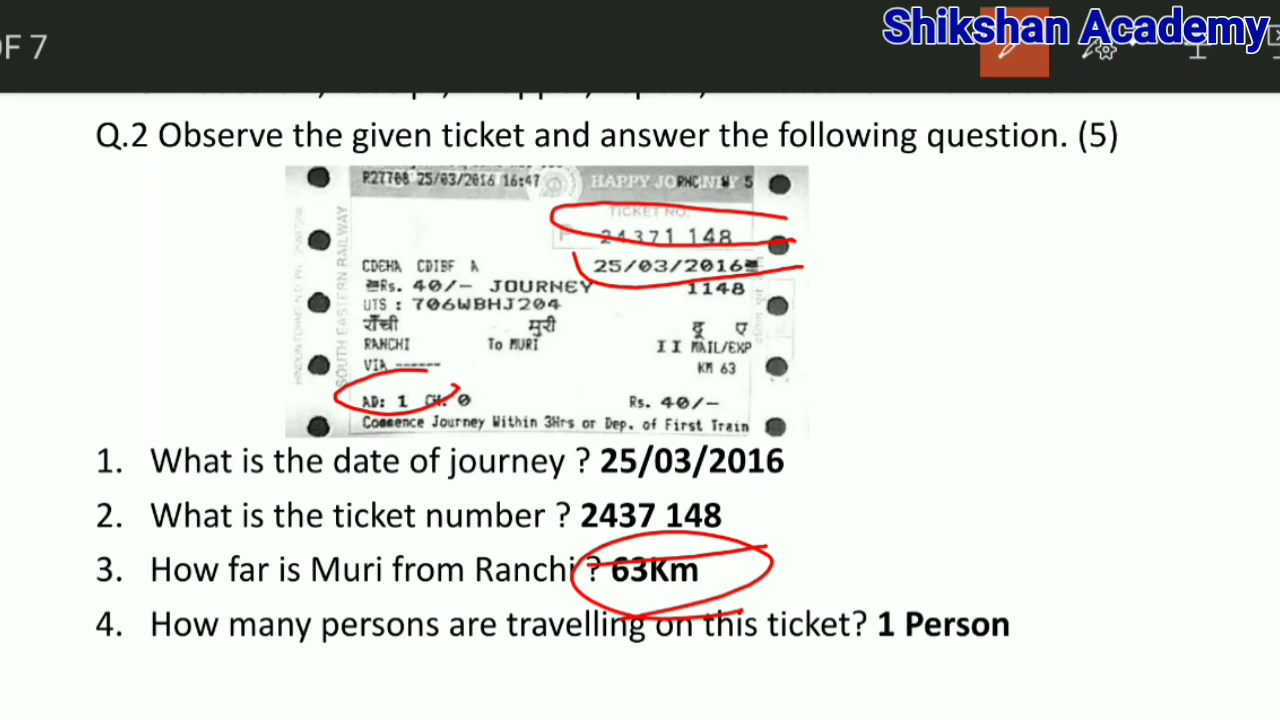 OF 7
Shikshan Academy
Q.2 Observe the given ticket and answer the following question. (5)
R27708 25/03/2016 16:47 HAPPY JOURNEY 5
TICKET NO.
24371 148
SOUTH EASTERN RAILWAY
CDEHA CDIBF A 25/03/2016
Rs. 40/- JOURNEY 1148
UTS : 706WBHJ204
राँची मुरी दू ए
RANCHI To MURI II MAIL/EXP
VIA ------ KM 63
AD: 1 CH: 0 Rs. 40/-
Commence Journey Within 3Hrs or Dep. of First Train
1. What is the date of journey ? 25/03/2016
2. What is the ticket number ? 2437 148
3. How far is Muri from Ranchi ? 63Km
4. How many persons are travelling on this ticket? 1 Person